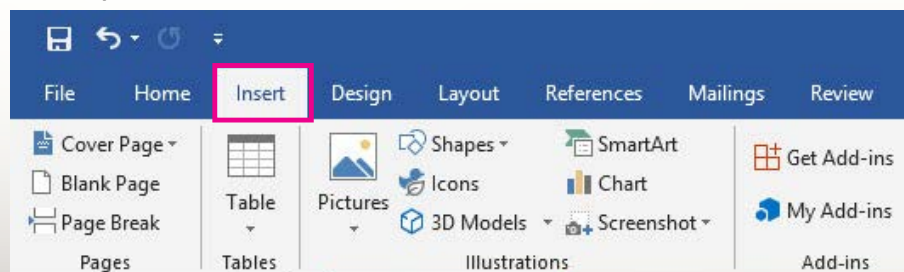 File Home Insert Design Layout References Mailings Review
Cover Page Shapes SmartArt Get Add-ins
Blank Page Icons Chart
Table Pictures
Page Break 3D Models Screenshot My Add-ins
Pages Tables Illustrations Add-ins